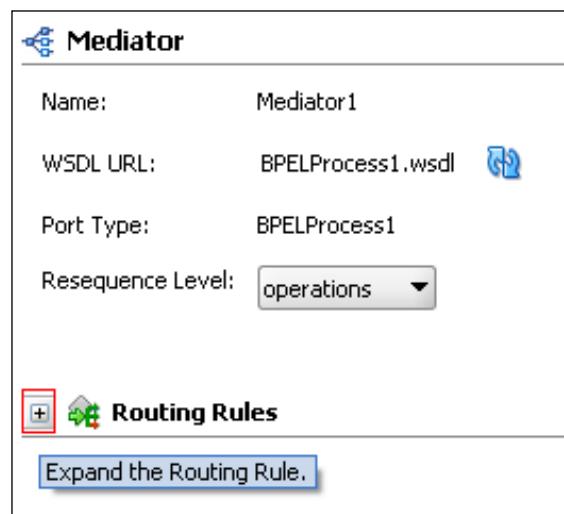 Mediator
Name: Mediator1
WSDL URL: BPELProcess1.wsdl
Port Type: BPELProcess1
Resequence Level: operations
Routing Rules
Expand the Routing Rule.